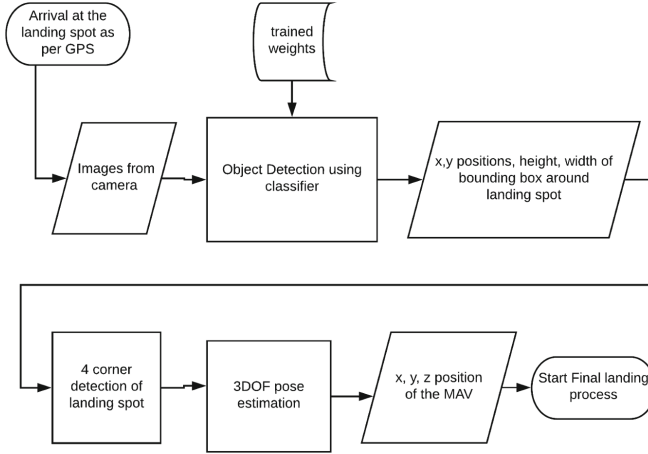 Arrival at the
landing spot as
per GPS
trained
weights
Images from
camera
Object Detection using
classifier
x,y positions, height, width of
bounding box around
landing spot
4 corner
detection of
landing spot
3DOF pose
estimation
x, y, z position
of the MAV
Start Final landing
process